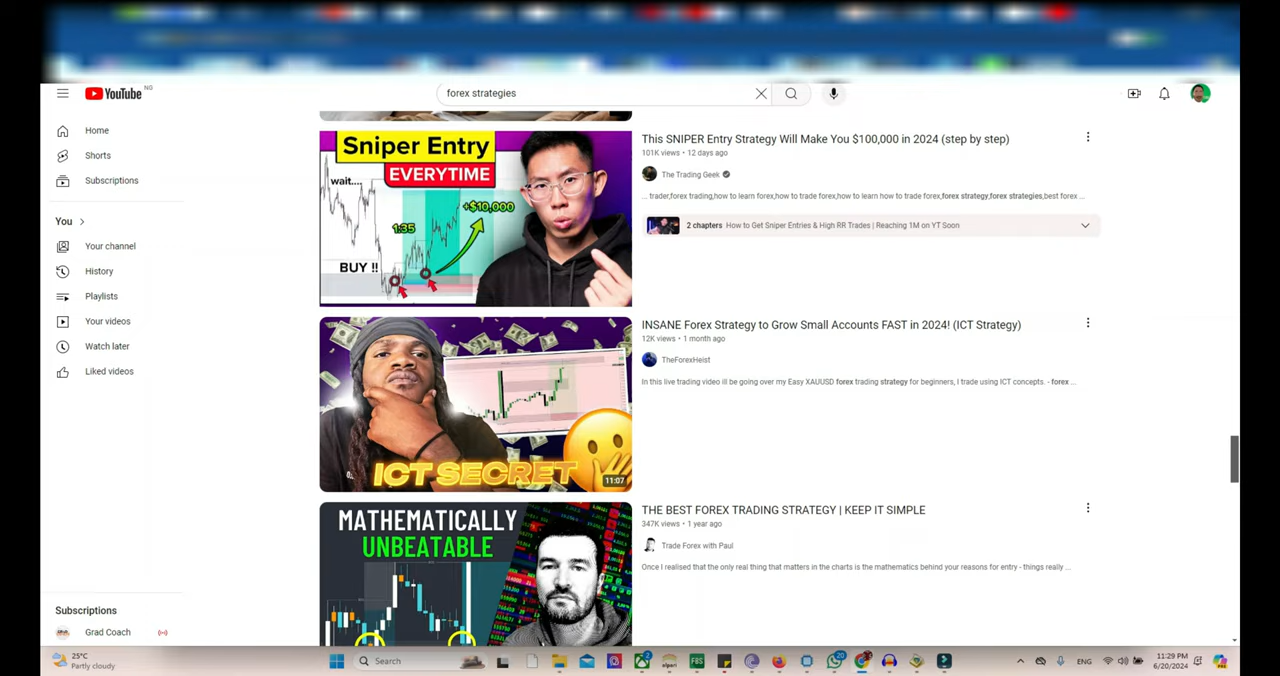 YouTube NG
forex strategies
Home
Shorts
Subscriptions
You
Your channel
History
Playlists
Your videos
Watch later
Liked videos
Subscriptions
Grad Coach
Sniper Entry
EVERYTIME
wait....
+$10,000
1:35
BUY !!
This SNIPER Entry Strategy Will Make You $100,000 in 2024 (step by step)
101K views • 12 days ago
The Trading Geek
... trader,forex trading,how to learn forex,how to trade forex,how to learn how to trade forex,forex strategy,forex strategies,best forex ...
2 chapters How to Get Sniper Entries & High RR Trades | Reaching 1M on YT Soon
ICT SECRET
11:07
INSANE Forex Strategy to Grow Small Accounts FAST in 2024! (ICT Strategy)
12K views • 1 month ago
TheForexHeist
In this live trading video ill be going over my Easy XAUUSD forex trading strategy for beginners, I trade using ICT concepts. - forex ...
MATHEMATICALLY
UNBEATABLE
THE BEST FOREX TRADING STRATEGY | KEEP IT SIMPLE
347K views • 1 year ago
Trade Forex with Paul
Once I realised that the only real thing that matters in the charts is the mathematics behind your reasons for entry - things really ...
25°C
Partly cloudy
Search
alpari
FBS
20
ENG
11:29 PM
6/20/2024